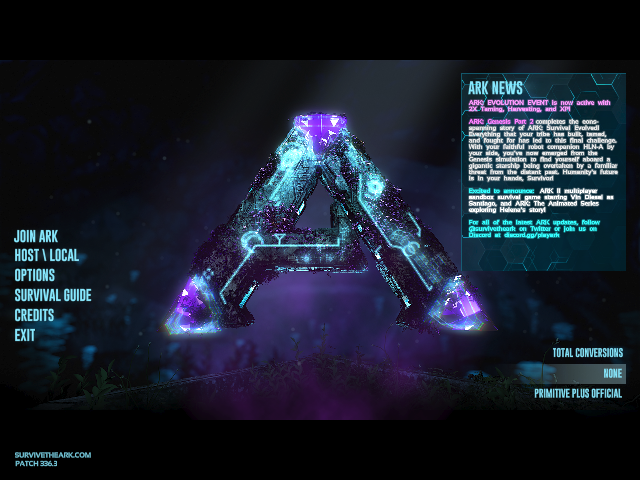 JOIN ARK
HOST \ LOCAL
OPTIONS
SURVIVAL GUIDE
CREDITS
EXIT
ARK NEWS
ARK: EVOLUTION EVENT is now active with
2X Taming, Harvesting, and XP!
ARK: Genesis Part 2 completes the eons-
spanning story of ARK: Survival Evolved!
Everything that your tribe has built, tamed,
and fought for has led to this final challenge.
With your faithful robot companion HLN-A by
your side, you've now emerged from the
Genesis simulation to find yourself aboard a
gigantic starship being overtaken by a familiar
threat from the distant past. Humanity's future
is in your hands, Survivor!
Excited to announce: ARK II multiplayer
sandbox survival game starring Vin Diesel as
Santiago, and ARK: The Animated Series
exploring Helena's story!
For all of the latest ARK updates, follow
@survivetheark on Twitter or join us on
Discord at discord.gg/playark
TOTAL CONVERSIONS
NONE
PRIMITIVE PLUS OFFICIAL
SURVIVETHEARK.COM
PATCH 336.3